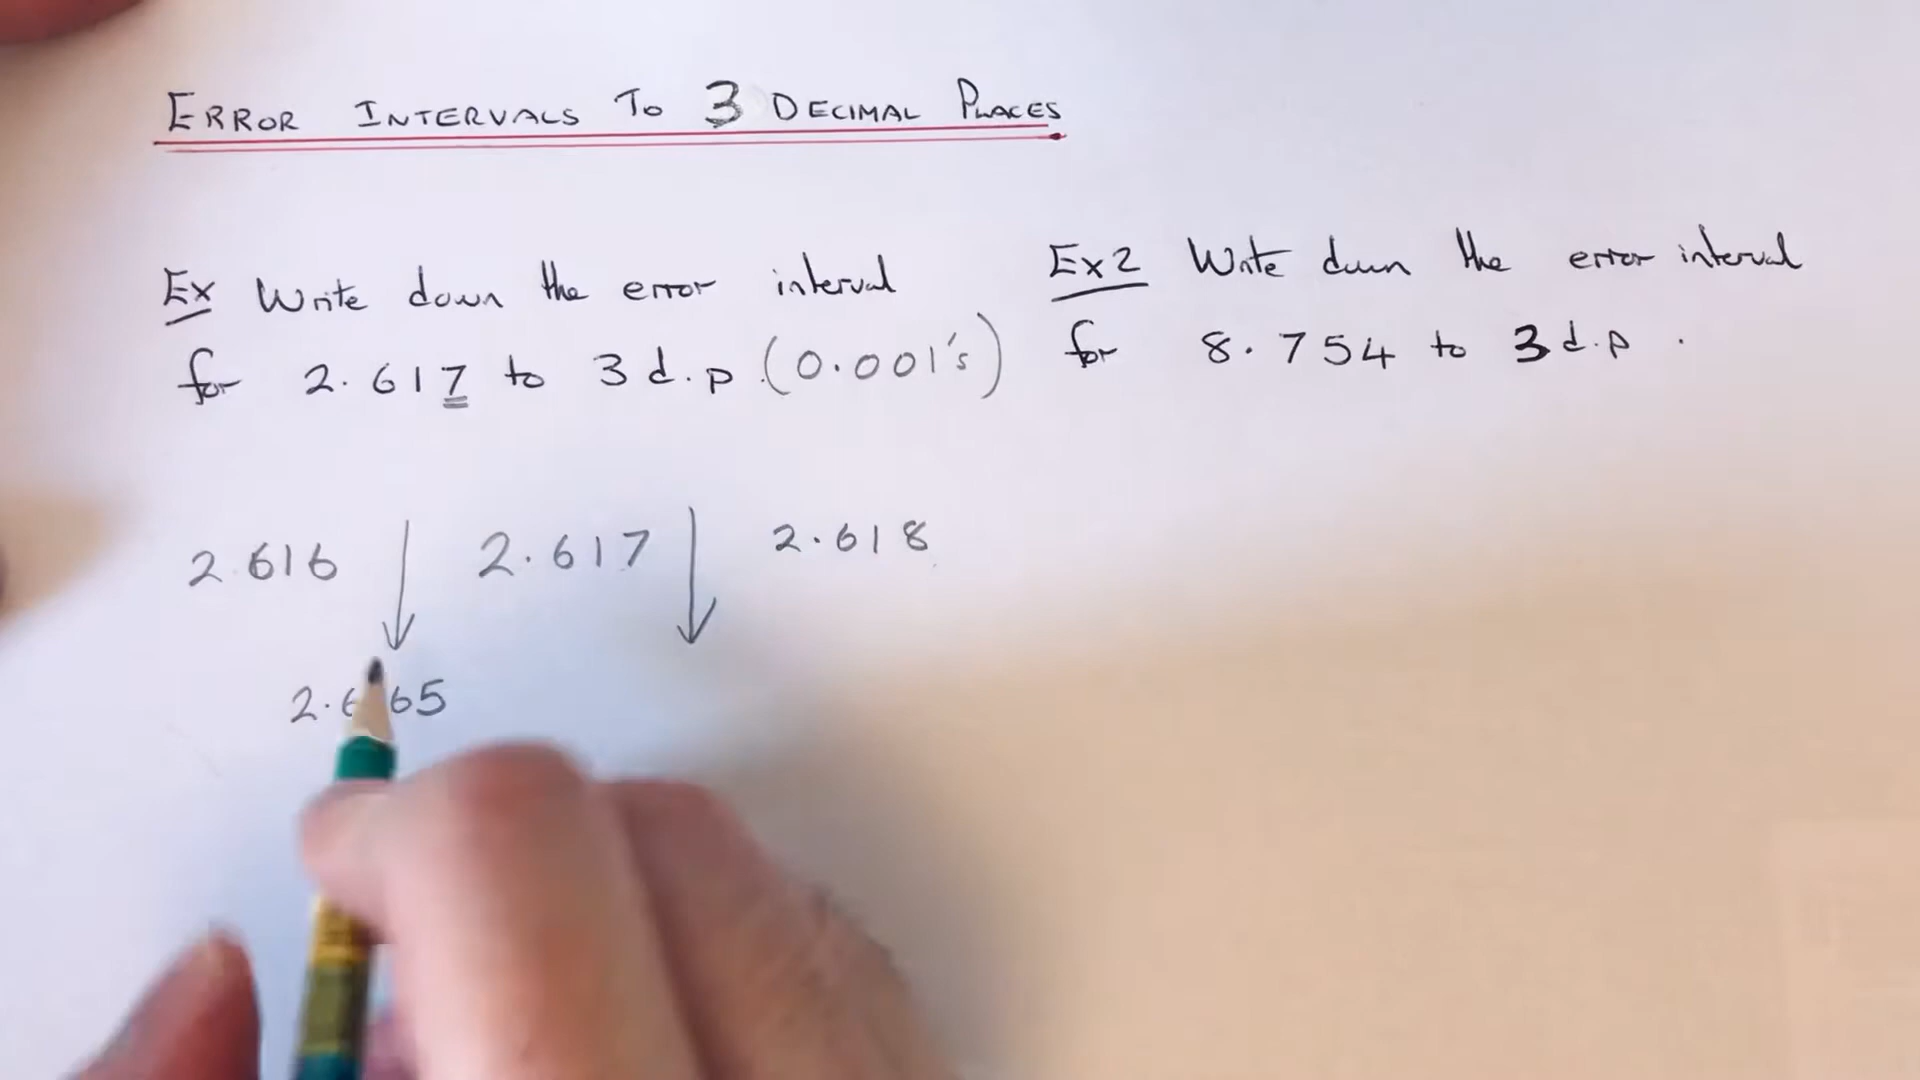 ERROR INTERVALS TO 3 DECIMAL PLACES
Ex Write down the error interval
for 2.617 to 3 d.p. (0.001's)
Ex2 Write down the error interval
for 8.754 to 3 d.p.
2.616 2.617 2.618